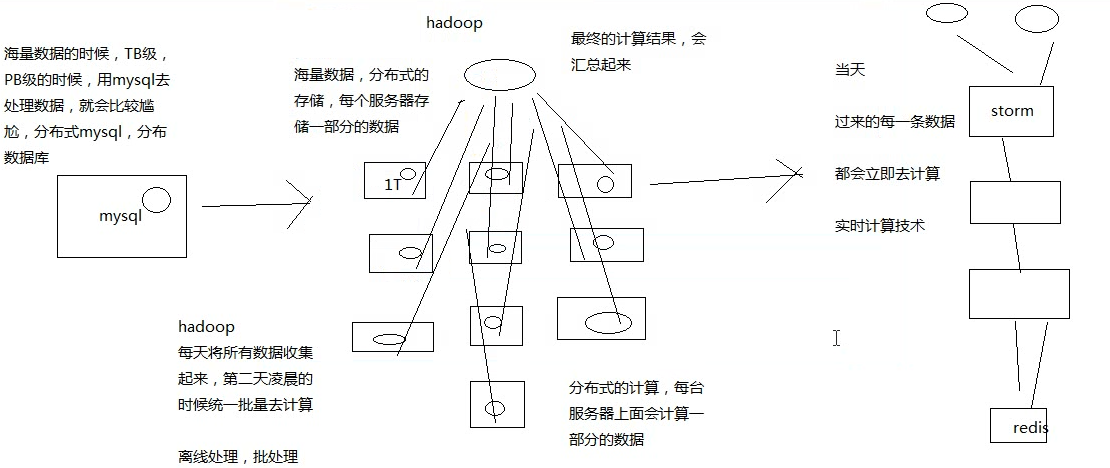 海量数据的时候，TB级，
PB级的时候，用mysql去
处理数据，就会比较尴
尬，分布式mysql，分布
数据库
mysql
hadoop
每天将所有数据收集
起来，第二天凌晨的
时候统一批量去计算
离线处理，批处理
hadoop
海量数据，分布式的
存储，每个服务器存
储一部分的数据
最终的计算结果，会
汇总起来
1T
分布式的计算，每台
服务器上面会计算一
部分的数据
当天
过来的每一条数据
都会立即去计算
实时计算技术
storm
redis